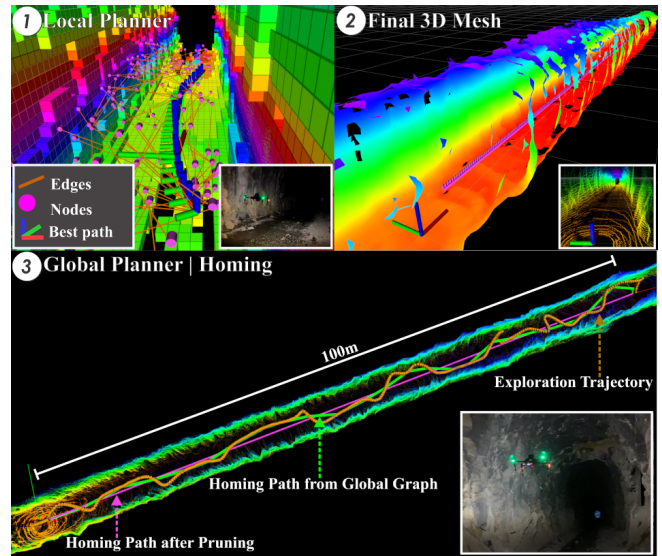 1 Local Planner
2 Final 3D Mesh
Edges
Nodes
Best path
3 Global Planner | Homing
100m
Exploration Trajectory
Homing Path from Global Graph
Homing Path after Pruning